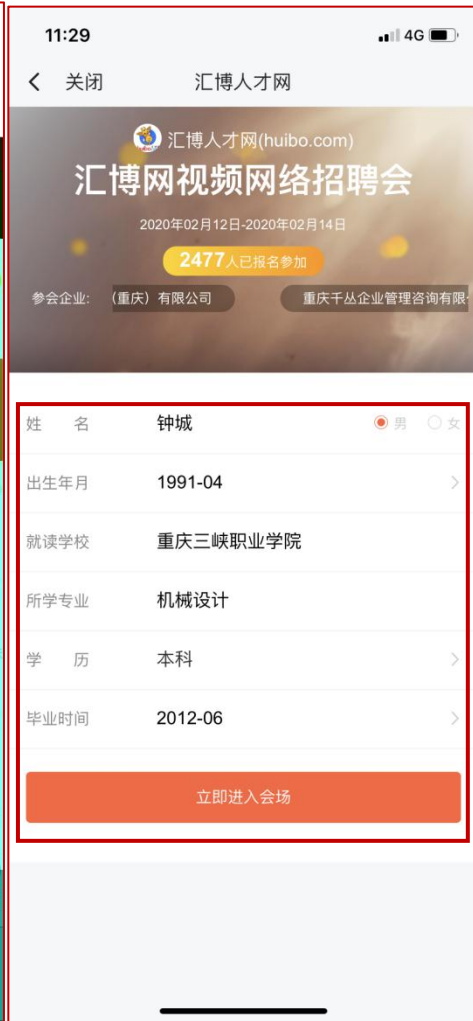 11:29 4G
关闭 汇博人才网
汇博人才网(huibo.com)
汇博网视频网络招聘会
2020年02月12日-2020年02月14日
2477人已报名参加
参会企业: （重庆）有限公司 重庆千丛企业管理咨询有限
姓 名 钟城 男 女
出生年月 1991-04
就读学校 重庆三峡职业学院
所学专业 机械设计
学 历 本科
毕业时间 2012-06
立即进入会场